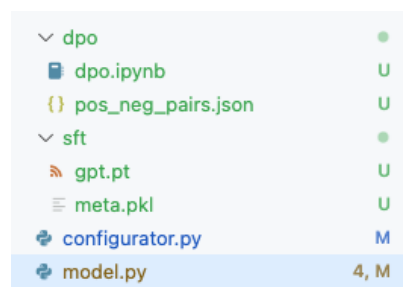 dpo
dpo.ipynb U
{} pos_neg_pairs.json U
sft
gpt.pt U
meta.pkl U
configurator.py M
model.py 4, M